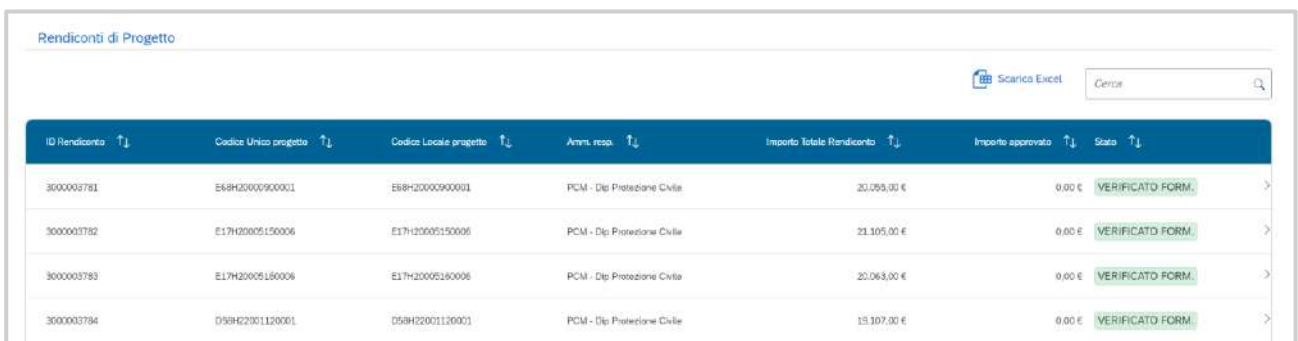 Rendiconti di Progetto
Scarica Excel Cerca
ID Rendiconto Codice Unico progetto Codice Locale progetto Amm. resp. Importo Totale Rendiconto Importo approvato Stato
3000003781 E68H20000900001 E68H20000900001 PCM - Dip Protezione Civile 20.055,00 € 0,00 € VERIFICATO FORM.
3000003782 E17H20005150006 E17H20005150006 PCM - Dip Protezione Civile 21.105,00 € 0,00 € VERIFICATO FORM.
3000003783 E17H20005160006 E17H20005160006 PCM - Dip Protezione Civile 20.063,00 € 0,00 € VERIFICATO FORM.
3000003784 D58H22001120001 D58H22001120001 PCM - Dip Protezione Civile 19.107,00 € 0,00 € VERIFICATO FORM.